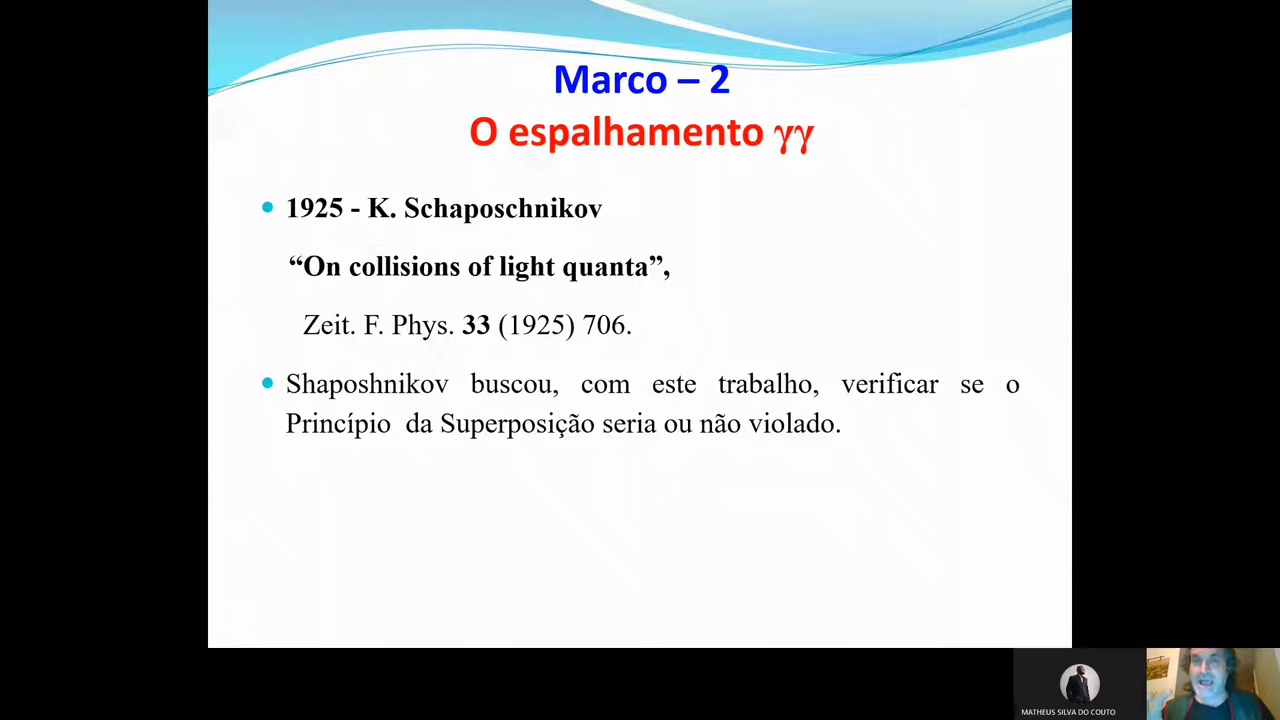 Marco – 2
O espalhamento γγ
1925 - K. Schaposchnikov
“On collisions of light quanta”,
Zeit. F. Phys. 33 (1925) 706.
Shaposhnikov buscou, com este trabalho, verificar se o
Princípio da Superposição seria ou não violado.
MATHEUS SILVA DO COUTO